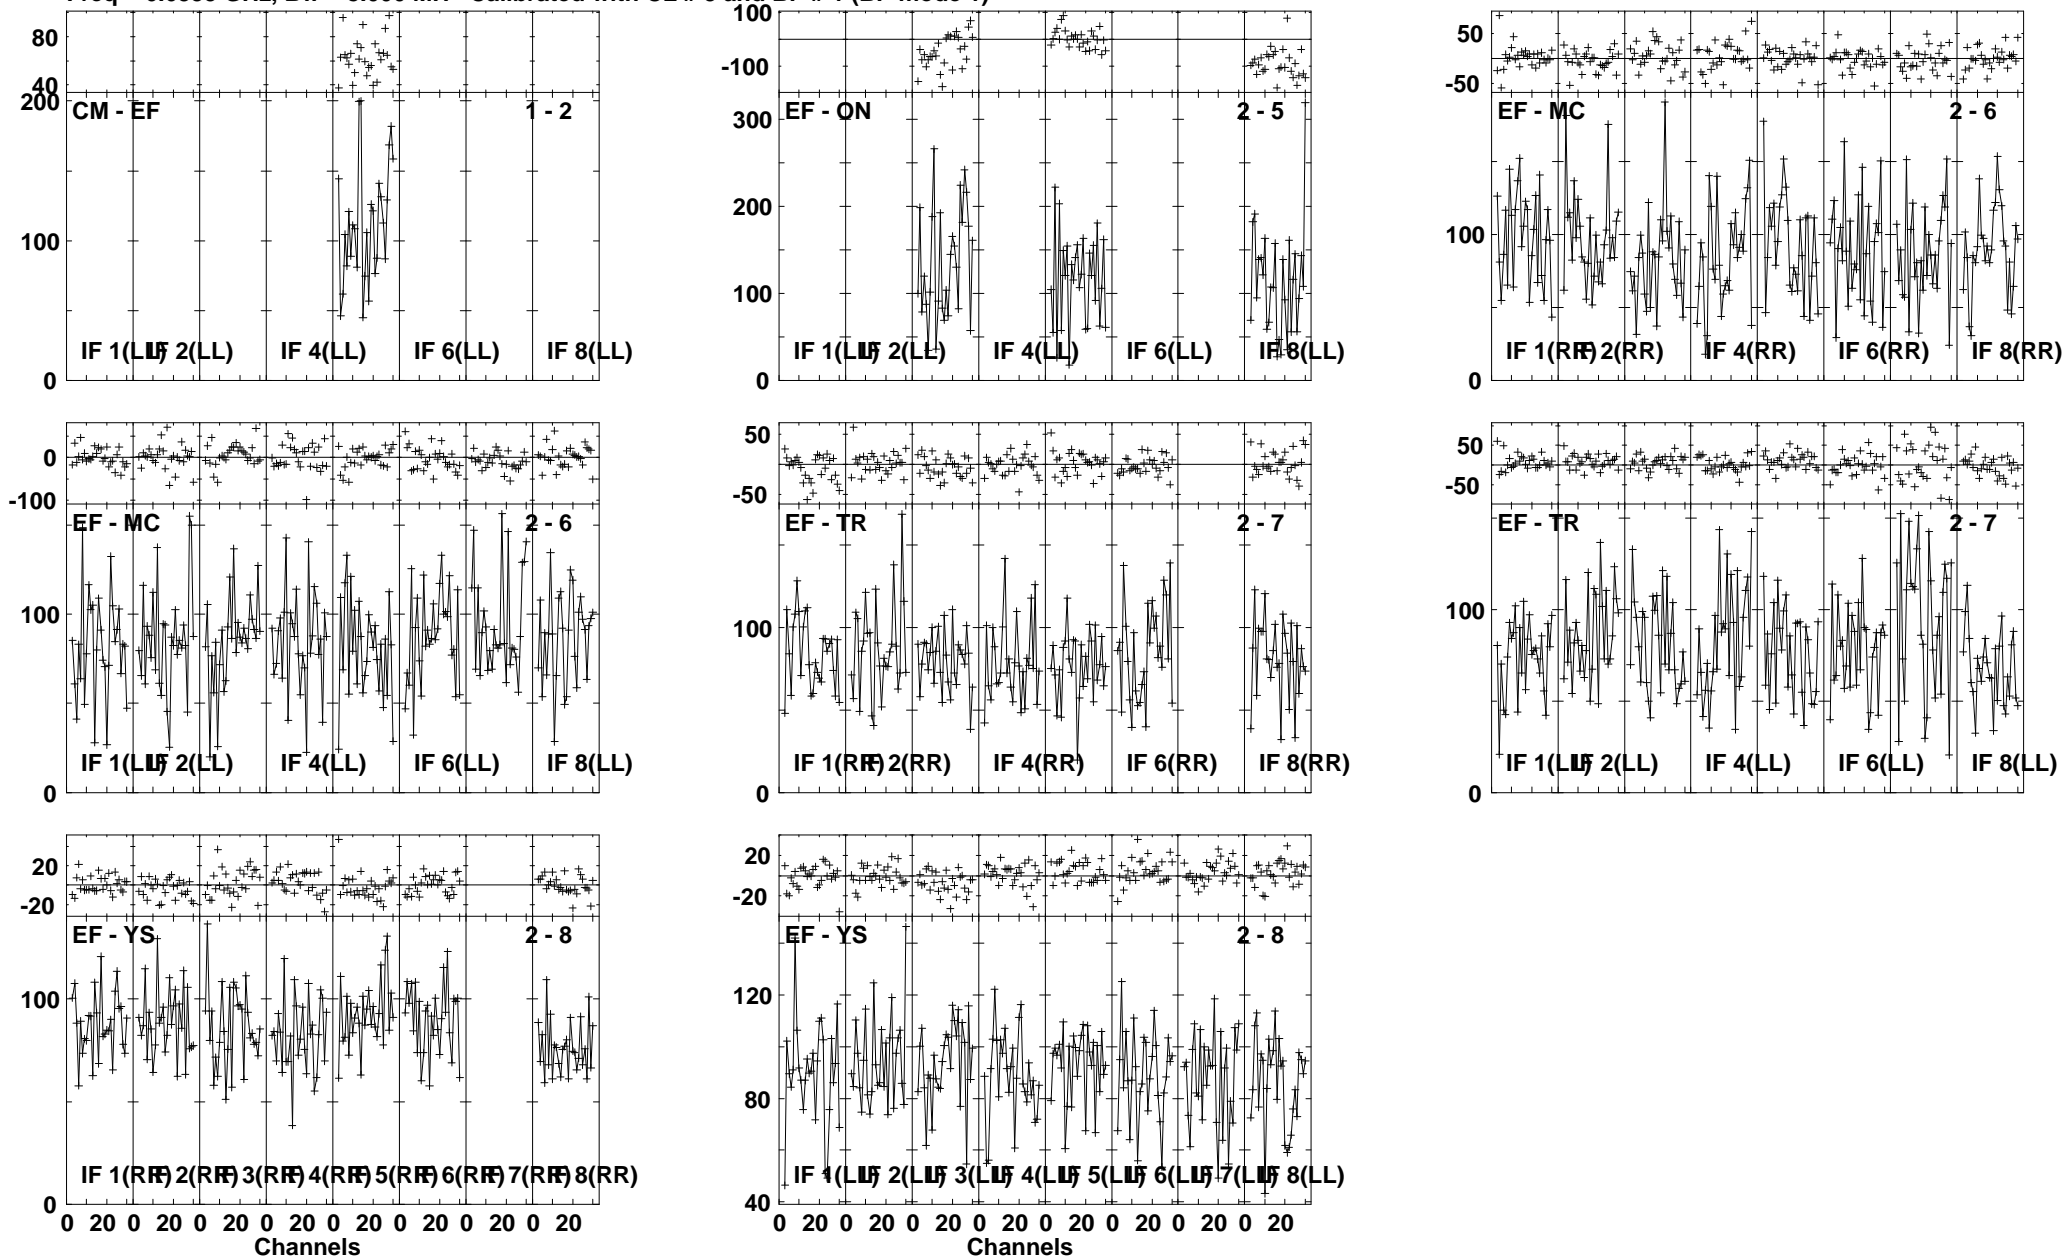 80
40
200
CM - EF 1 - 2
100
IF 1(LL) IF 2(LL) IF 4(LL) IF 6(LL) IF 8(LL)
0
100
-100
300
EF - ON 2 - 5
200
100
IF 1(LL) IF 2(LL) IF 4(LL) IF 6(LL) IF 8(LL)
0
50
-50
EF - MC 2 - 6
100
IF 1(RR) IF 2(RR) IF 4(RR) IF 6(RR) IF 8(RR)
0
0
-100
EF - MC 2 - 6
100
IF 1(LL) IF 2(LL) IF 4(LL) IF 6(LL) IF 8(LL)
0
50
-50
EF - TR 2 - 7
100
IF 1(RR) IF 2(RR) IF 4(RR) IF 6(RR) IF 8(RR)
0
50
-50
EF - TR 2 - 7
100
IF 1(LL) IF 2(LL) IF 4(LL) IF 6(LL) IF 8(LL)
0
20
-20
EF - YS 2 - 8
100
IF 1(RR) IF 2(RR) IF 3(RR) IF 4(RR) IF 5(RR) IF 6(RR) IF 7(RR) IF 8(RR)
0
0 20 0 20 0 20 0 20 0 20 0 20 0 20 0 20
Channels
20
-20
EF - YS 2 - 8
120
80
IF 1(LL) IF 2(LL) IF 3(LL) IF 4(LL) IF 5(LL) IF 6(LL) IF 7(LL) IF 8(LL)
40
0 20 0 20 0 20 0 20 0 20 0 20 0 20 0 20
Channels